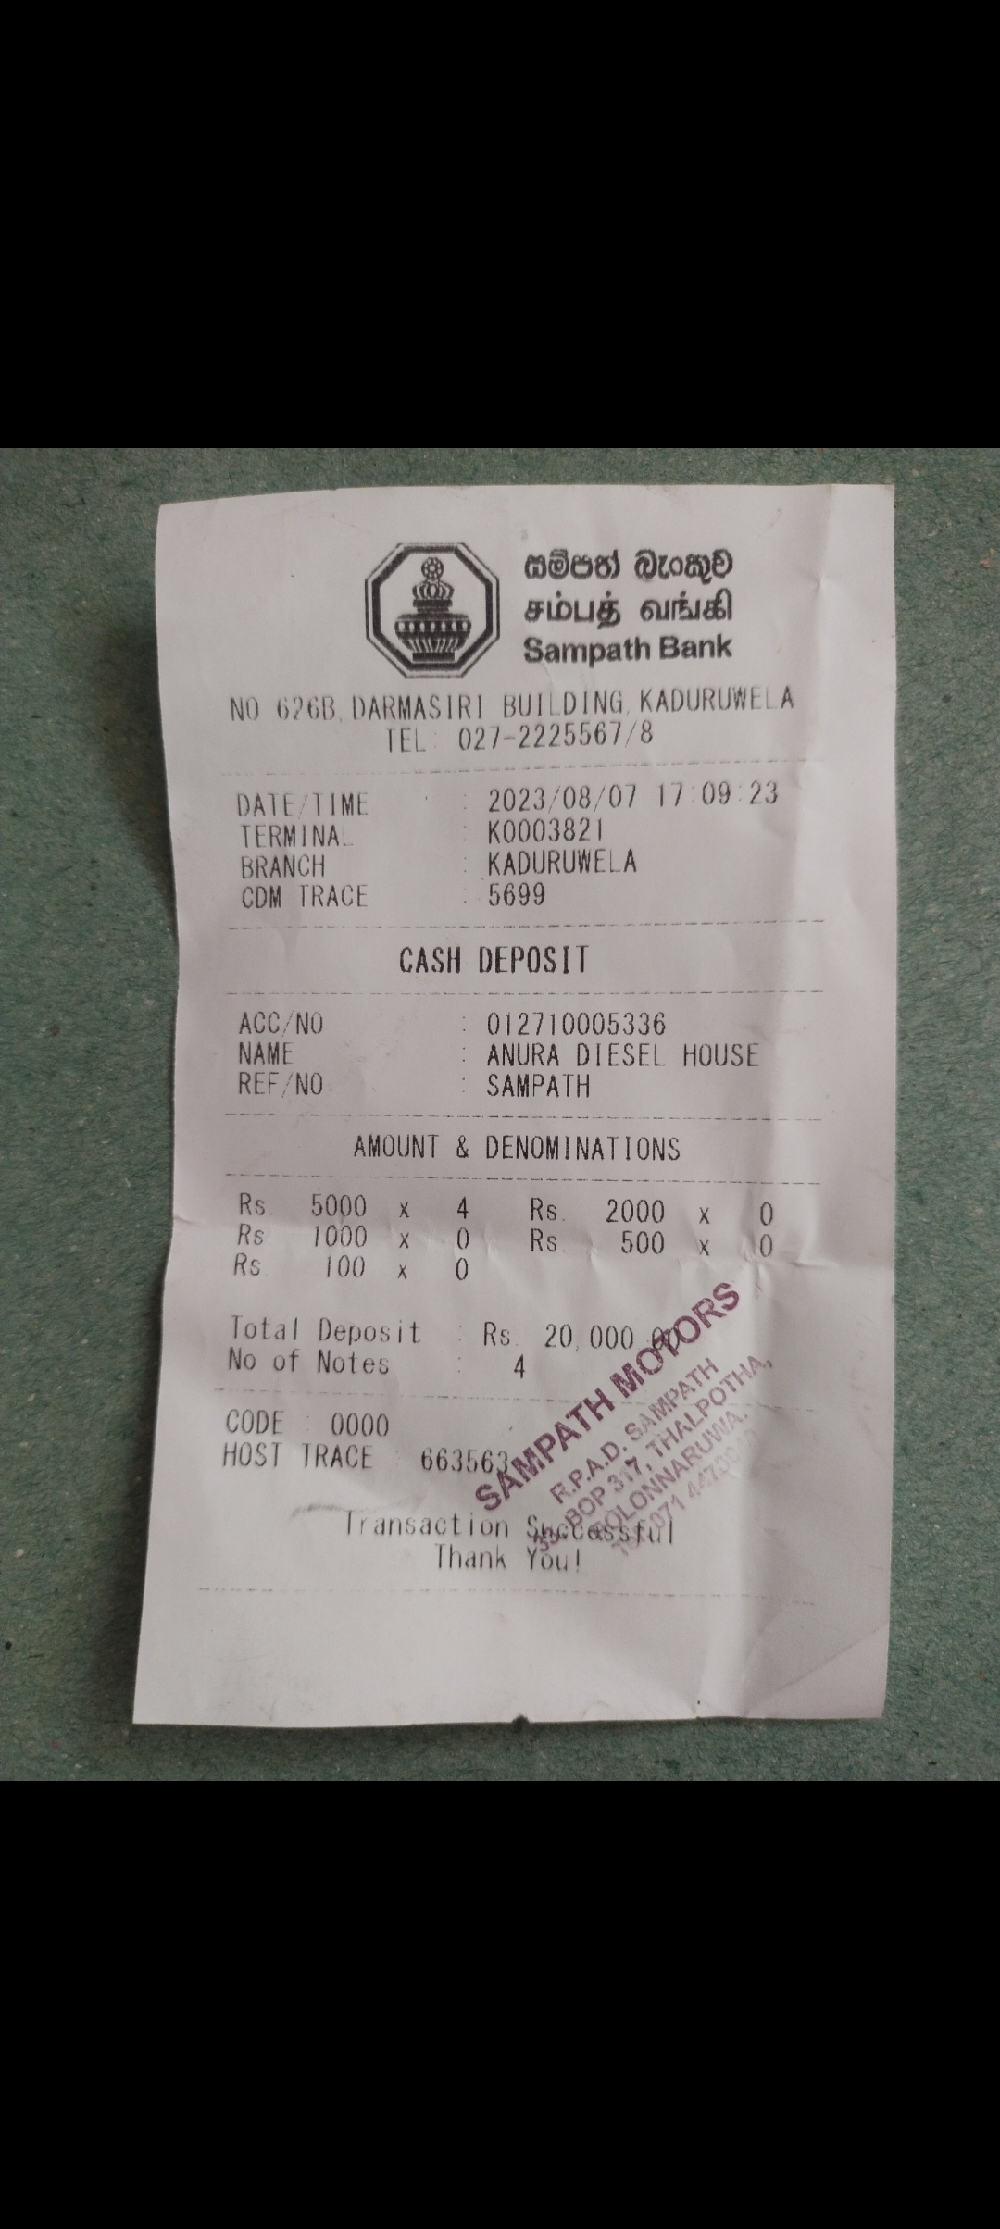 සම්පත් බැංකුව
சம்பத் வங்கி
Sampath Bank
NO 626B, DARMASIRI BUILDING, KADURUWELA
TEL: 027-2225567/8
DATE/TIME : 2023/08/07 17:09:23
TERMINAL : K0003821
BRANCH : KADURUWELA
CDM TRACE : 5699
CASH DEPOSIT
ACC/NO : 012710005336
NAME : ANURA DIESEL HOUSE
REF/NO : SAMPATH
AMOUNT & DENOMINATIONS
Rs. 5000 x 4 Rs. 2000 x 0
Rs 1000 x 0 Rs 500 x 0
Rs. 100 x 0
Total Deposit : Rs. 20,000.00
No of Notes : 4
CODE : 0000
HOST TRACE : 663563
Transaction Successful
Thank You!
SAMPATH MOTORS
R.P.A.D. SAMPATH
BOP 317, THALPOTHA,
POLONNARUWA.
071